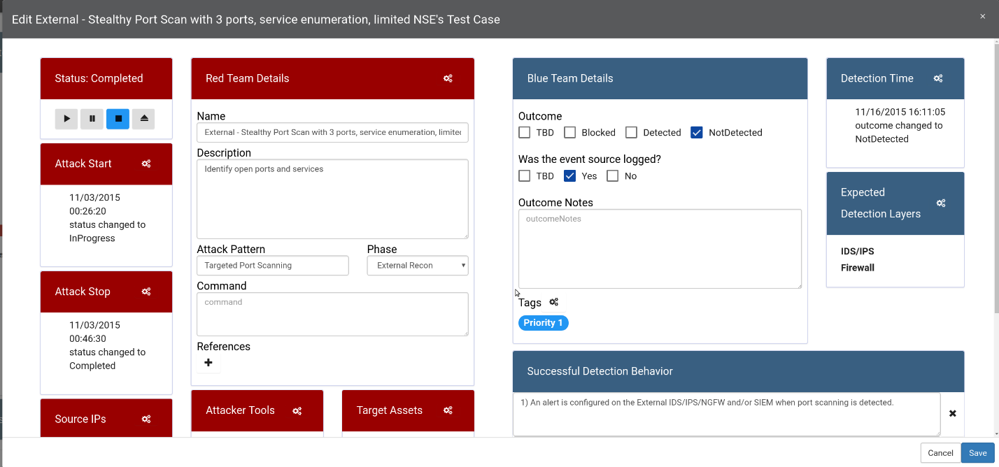 Edit External - Stealthy Port Scan with 3 ports, service enumeration, limited NSE's Test Case
×
Status: Completed
Attack Start
11/03/2015
00:26:20
status changed to
InProgress
Attack Stop
11/03/2015
00:46:30
status changed to
Completed
Source IPs
Red Team Details
Name
External - Stealthy Port Scan with 3 ports, service enumeration, limited
Description
Identify open ports and services
Attack Pattern
Phase
Targeted Port Scanning
External Recon
Command
command
References
Attacker Tools
Target Assets
Blue Team Details
Outcome
TBD Blocked Detected NotDetected
Was the event source logged?
TBD Yes No
Outcome Notes
outcomeNotes
Tags
Priority 1
Detection Time
11/16/2015 16:11:05
outcome changed to
NotDetected
Expected
Detection Layers
IDS/IPS
Firewall
Successful Detection Behavior
1) An alert is configured on the External IDS/IPS/NGFW and/or SIEM when port scanning is detected.
Cancel
Save